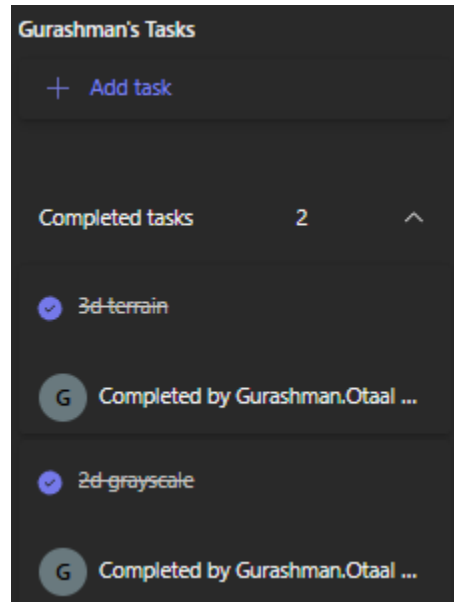 Gurashman's Tasks
+ Add task
Completed tasks 2
3d terrain
G Completed by Gurashman.Otaal ...
2d grayscale
G Completed by Gurashman.Otaal ...